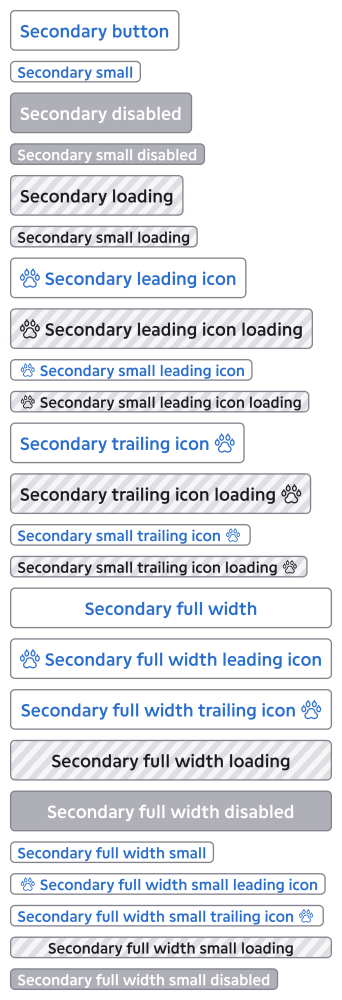 Secondary button
Secondary small
Secondary disabled
Secondary small disabled
Secondary loading
Secondary small loading
Secondary leading icon
Secondary leading icon loading
Secondary small leading icon
Secondary small leading icon loading
Secondary trailing icon
Secondary trailing icon loading
Secondary small trailing icon
Secondary small trailing icon loading
Secondary full width
Secondary full width leading icon
Secondary full width trailing icon
Secondary full width loading
Secondary full width disabled
Secondary full width small
Secondary full width small leading icon
Secondary full width small trailing icon
Secondary full width small loading
Secondary full width small disabled